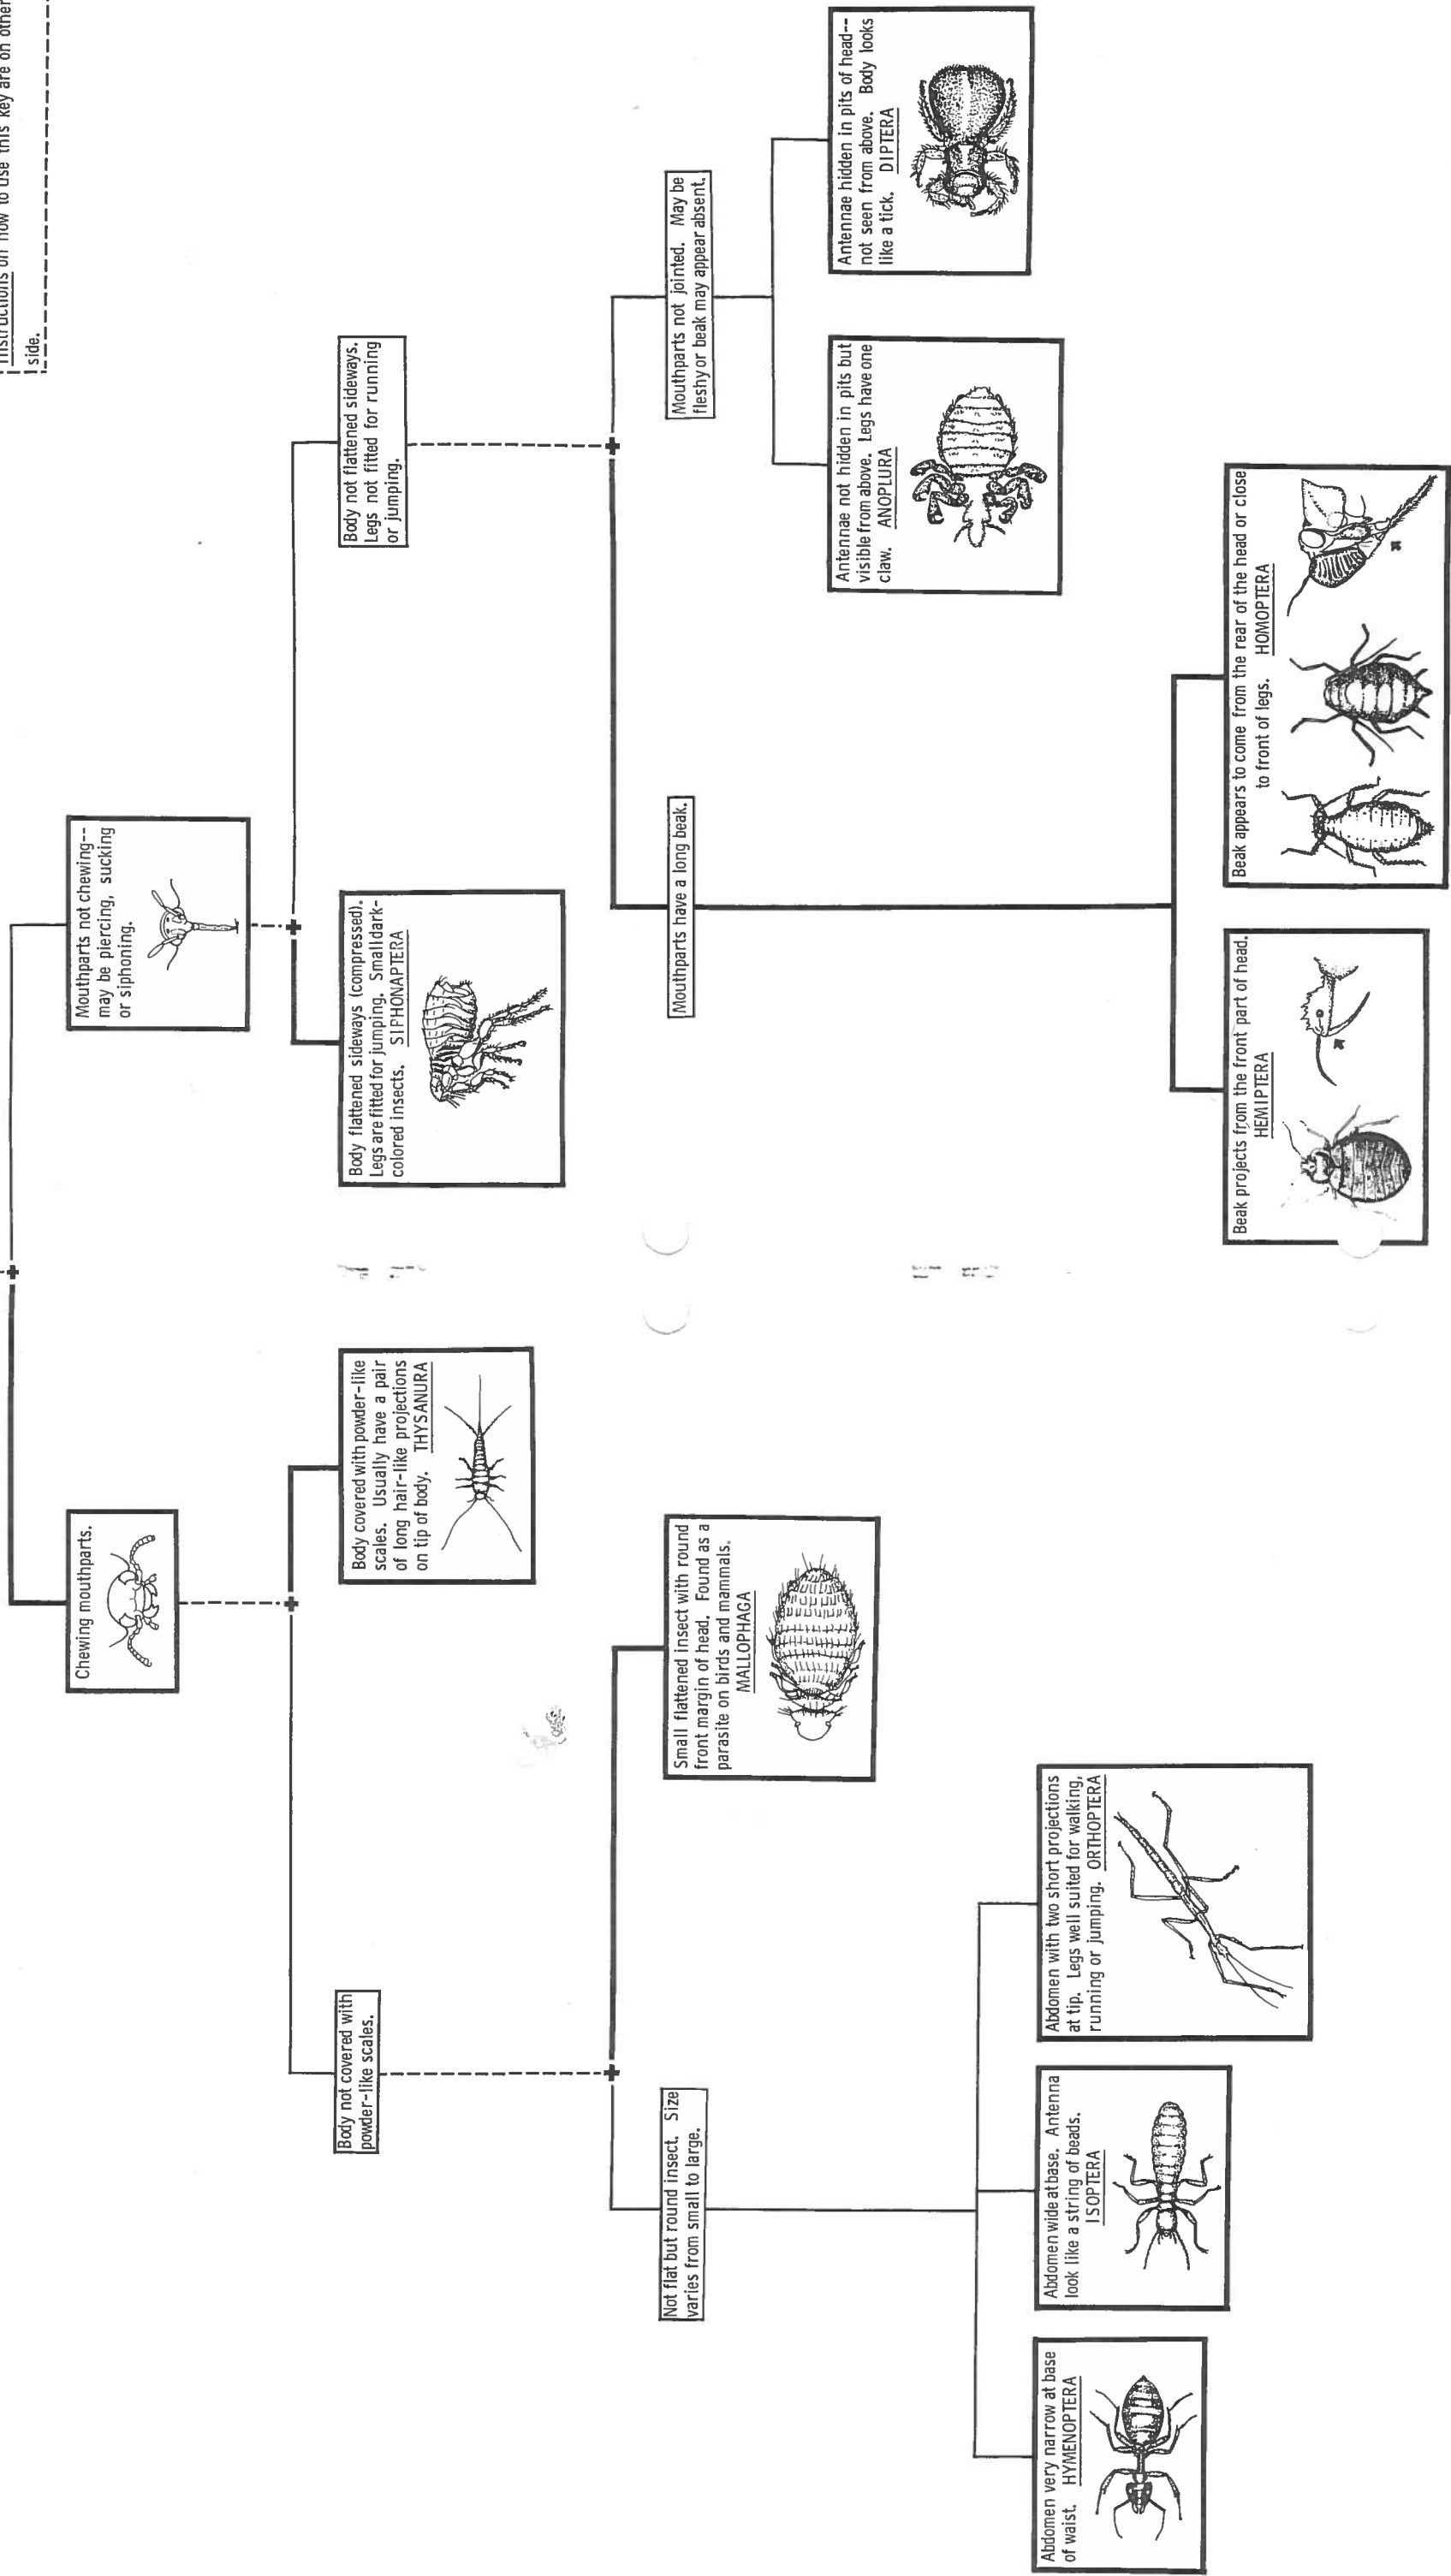 Instructions on how to use this key are on other
side.
Chewing mouthparts.
Mouthparts not chewing--
may be piercing, sucking
or siphoning.
Body not covered with
powder-like scales.
Body covered with powder-like
scales. Usually have a pair
of long hair-like projections
on tip of body. THYSANURA
Body flattened sideways (compressed).
Legs are fitted for jumping. Small dark-
colored insects. SIPHONAPTERA
Body not flattened sideways.
Legs not fitted for running
or jumping.
Not flat but round insect. Size
varies from small to large.
Small flattened insect with round
front margin of head. Found as a
parasite on birds and mammals.
MALLOPHAGA
Mouthparts have a long beak.
Mouthparts not jointed. May be
fleshy or beak may appear absent.
Antennae not hidden in pits but
visible from above. Legs have one
claw. ANOPLURA
Antennae hidden in pits of head--
not seen from above. Body looks
like a tick. DIPTERA
Abdomen very narrow at base
of waist. HYMENOPTERA
Abdomen wide at base. Antenna
look like a string of beads.
ISOPTERA
Abdomen with two short projections
at tip. Legs well suited for walking,
running or jumping. ORTHOPTERA
Beak projects from the front part of head.
HEMIPTERA
Beak appears to come from the rear of the head or close
to front of legs. HOMOPTERA